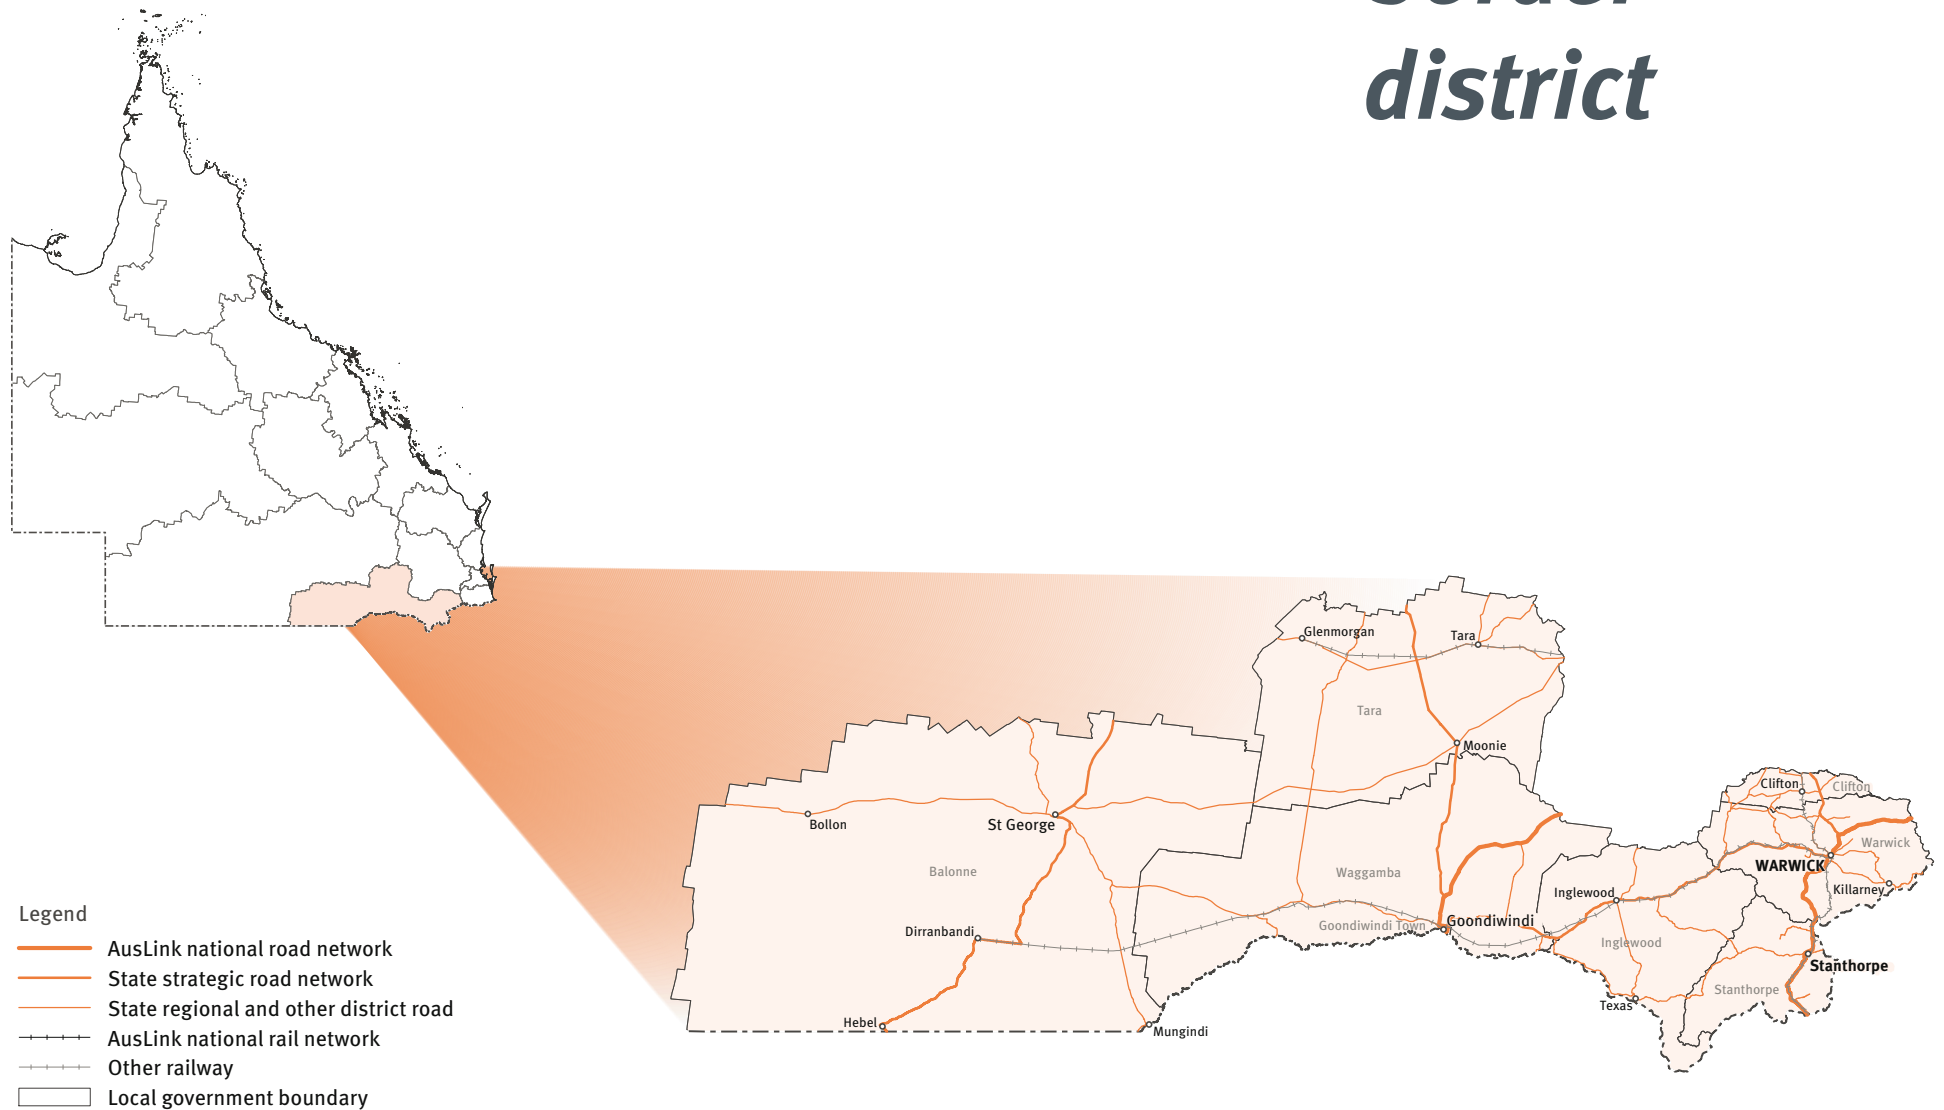 district
Glenmorgan
Tara
Tara
Moonie
Clifton
Clifton
Bollon
St George
Warwick
WARWICK
Balonne
Waggamba
Killarney
Inglewood
Legend
Goondiwindi
Goondiwindi Town
Dirranbandi
Inglewood
AusLink national road network
Stanthorpe
State strategic road network
Stanthorpe
State regional and other district road
Texas
Hebel
Mungindi
AusLink national rail network
Other railway
Local government boundary